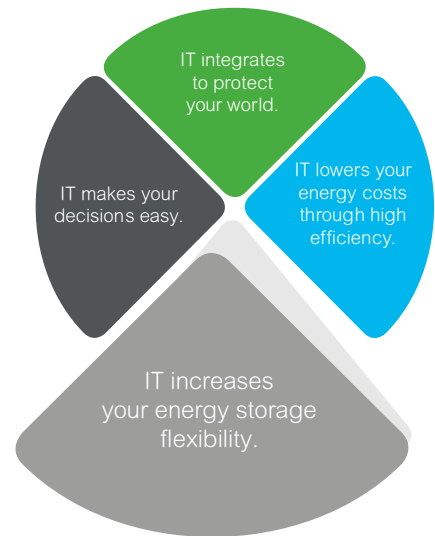 IT integrates
to protect
your world.
IT makes your
decisions easy.
IT lowers your
energy costs
through high
efficiency.
IT increases
your energy storage
flexibility.